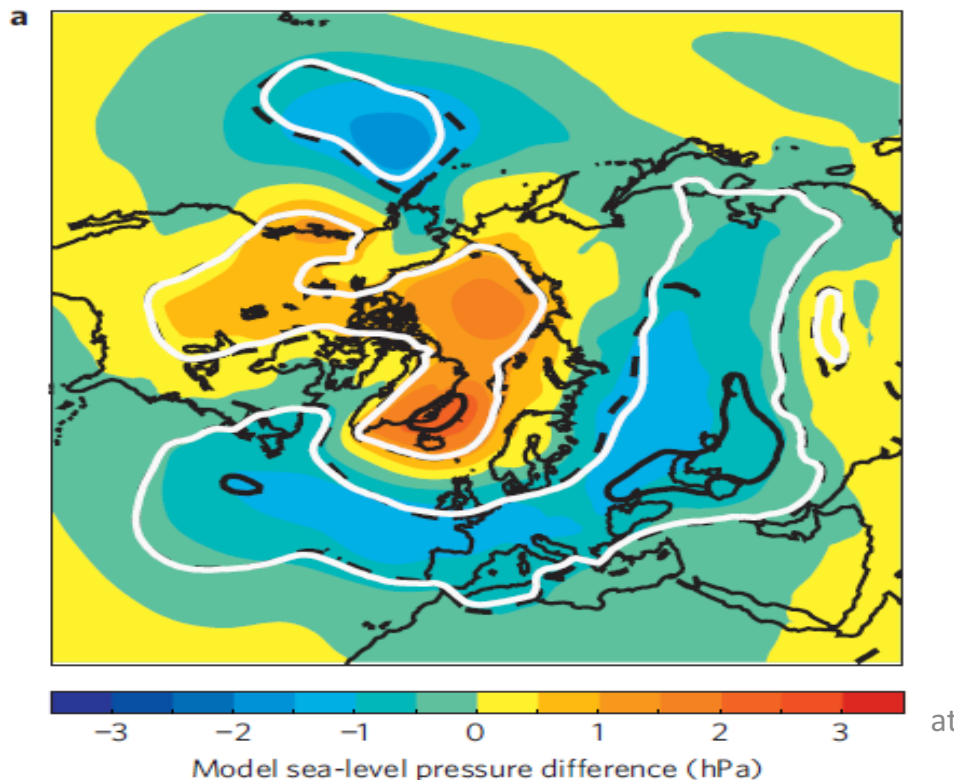 a
−3 −2 −1 0 1 2 3
at
Model sea-level pressure difference (hPa)